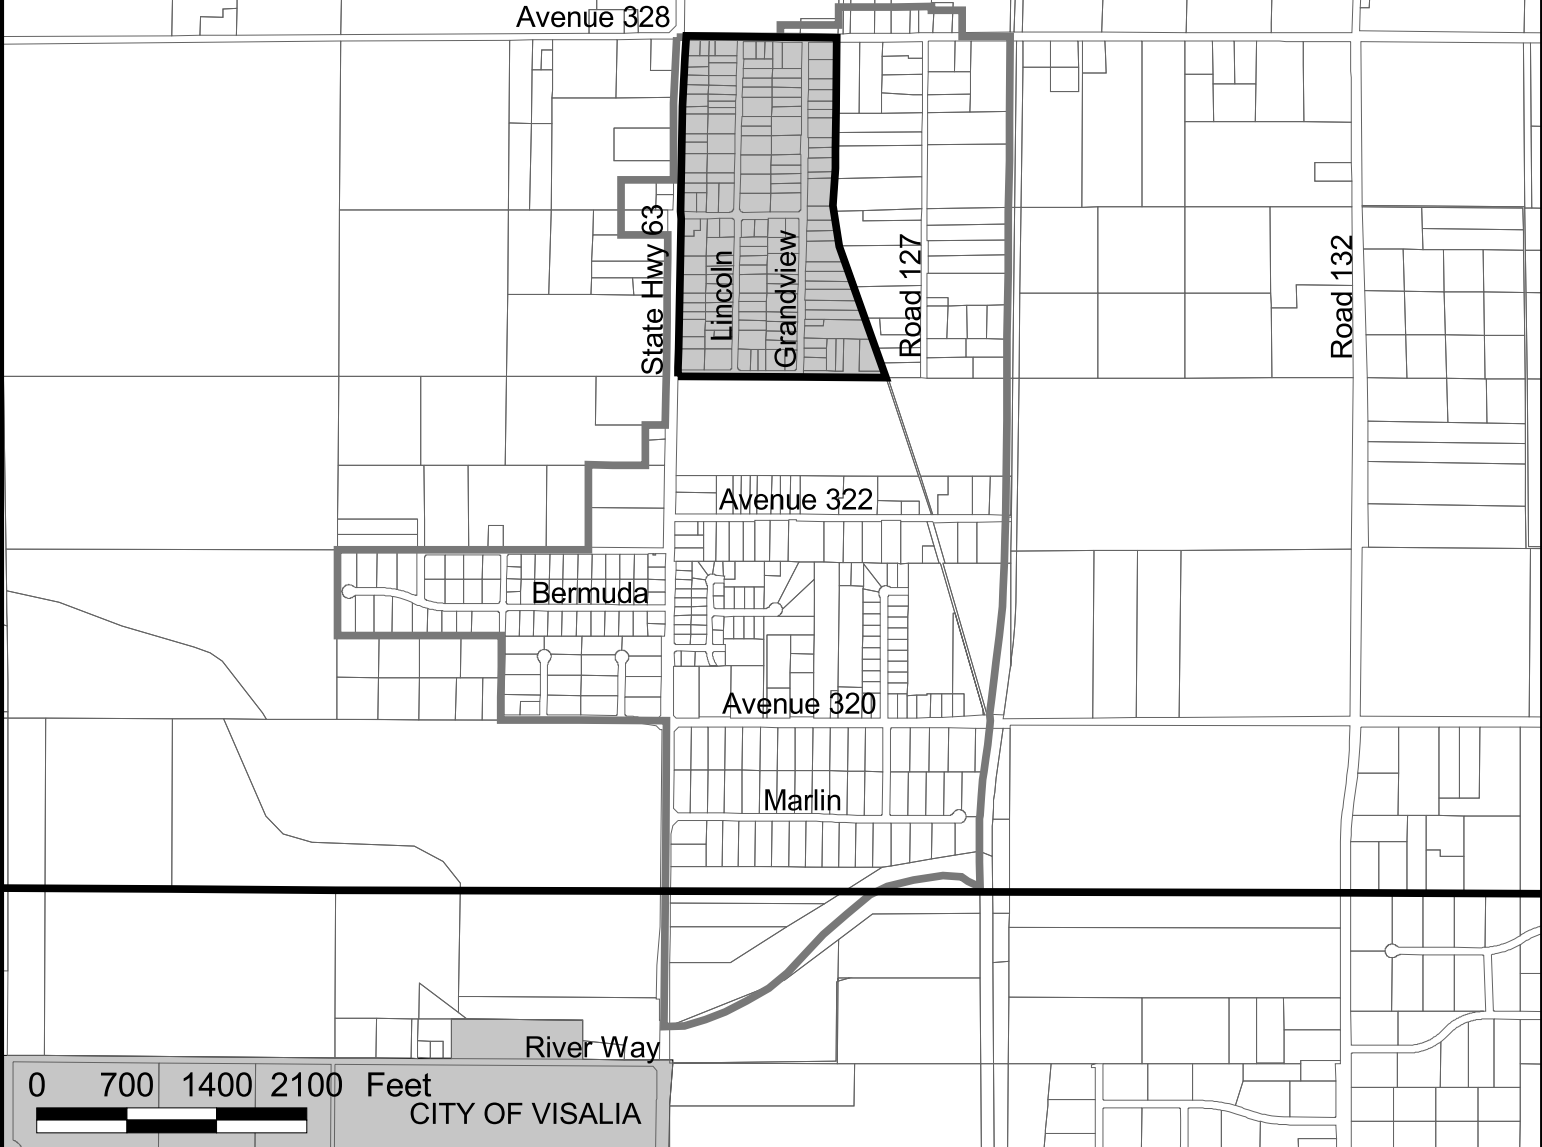 Avenue 328
State Hwy 63
Lincoln
Grandview
Road 127
Road 132
Avenue 322
Bermuda
Avenue 320
Marlin
River Way
0 700 1400 2100 Feet
CITY OF VISALIA